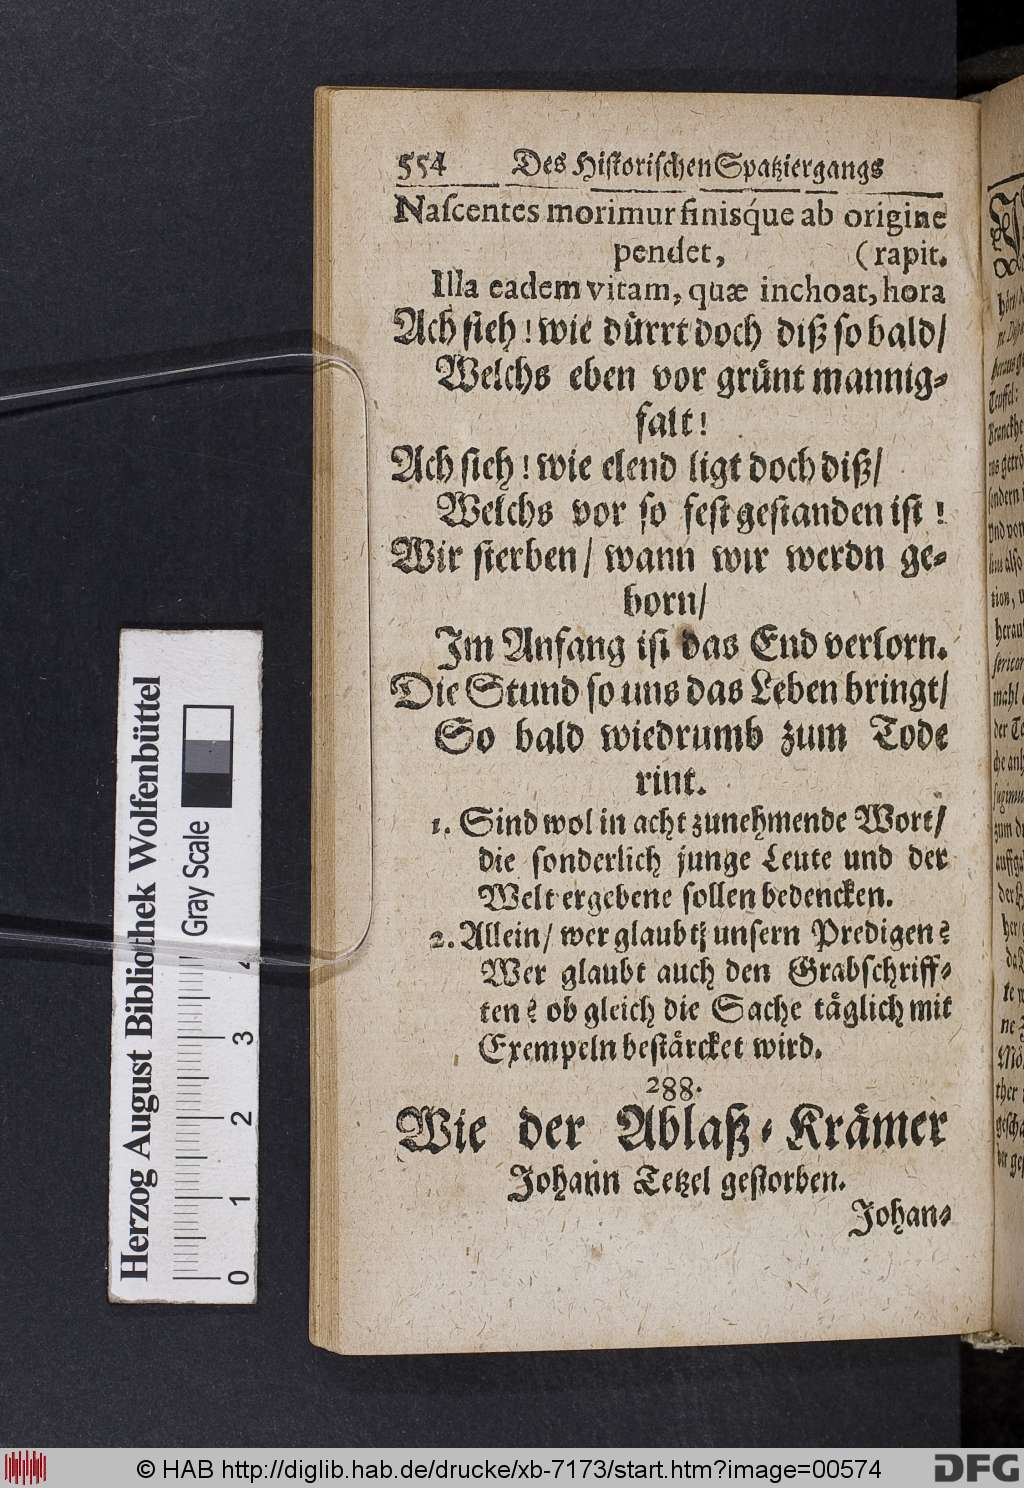 554 Des Historischen Spatziergangs
Naſcentes morimur finisq́ue ab origine
pendet, (rapit.
Illa eadem vitam, quæ inchoat, hora
Ach ſieh! wie dürrt doch diß ſo bald/
Welchs eben vor grünt mannig-
falt!
Ach ſieh! wie elend ligt doch diß/
Welchs vor ſo feſt geſtanden iſt!
Wir ſterben/ wann wir werdn ge-
born/
Im Anfang iſt das End verlorn.
Die Stund ſo uns das Leben bringt/
So bald wiedrumb zum Tode
rint.
1. Sind wol in acht zunehmende Wort/
die ſonderlich junge Leute und der
Welt ergebene ſollen bedencken.
2. Allein/ wer glaubts unſern Predigen?
Wer glaubt auch den Grabſchriff-
ten? ob gleich die Sache täglich mit
Exempeln beſtärcket wird.
288.
Wie der Ablaß-Krämer
Johann Tetzel geſtorben.
Johan-
Herzog August Bibliothek Wolfenbüttel
Gray Scale
0 1 2 3 4
© HAB http://diglib.hab.de/drucke/xb-7173/start.htm?image=00574
DFG